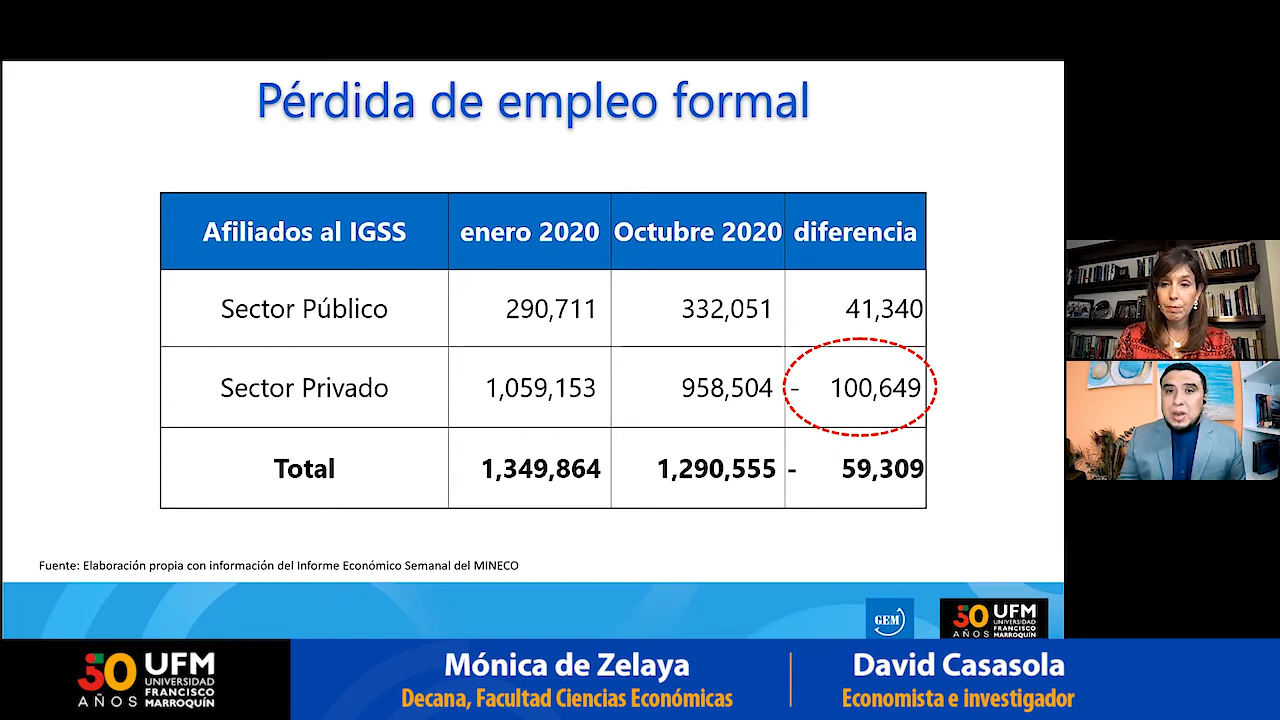 Pérdida de empleo formal
Afiliados al IGSS enero 2020 Octubre 2020 diferencia
Sector Público 290,711 332,051 41,340
Sector Privado 1,059,153 958,504 - 100,649
Total 1,349,864 1,290,555 - 59,309
Fuente: Elaboración propia con información del Informe Económico Semanal del MINECO
GEM
50 AÑOS UFM
UNIVERSIDAD
FRANCISCO
MARROQUÍN
50 AÑOS UFM
UNIVERSIDAD
FRANCISCO
MARROQUÍN
Mónica de Zelaya
Decana, Facultad Ciencias Económicas
David Casasola
Economista e investigador